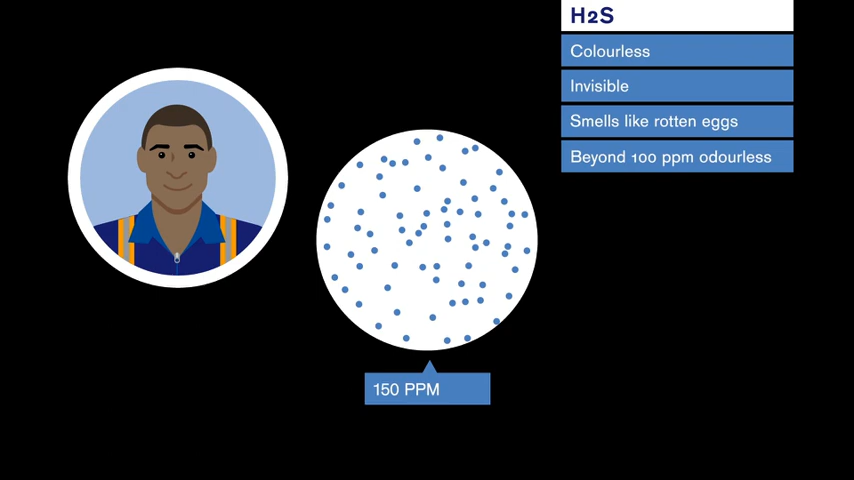 H2S
Colourless
Invisible
Smells like rotten eggs
Beyond 100 ppm odourless
150 PPM